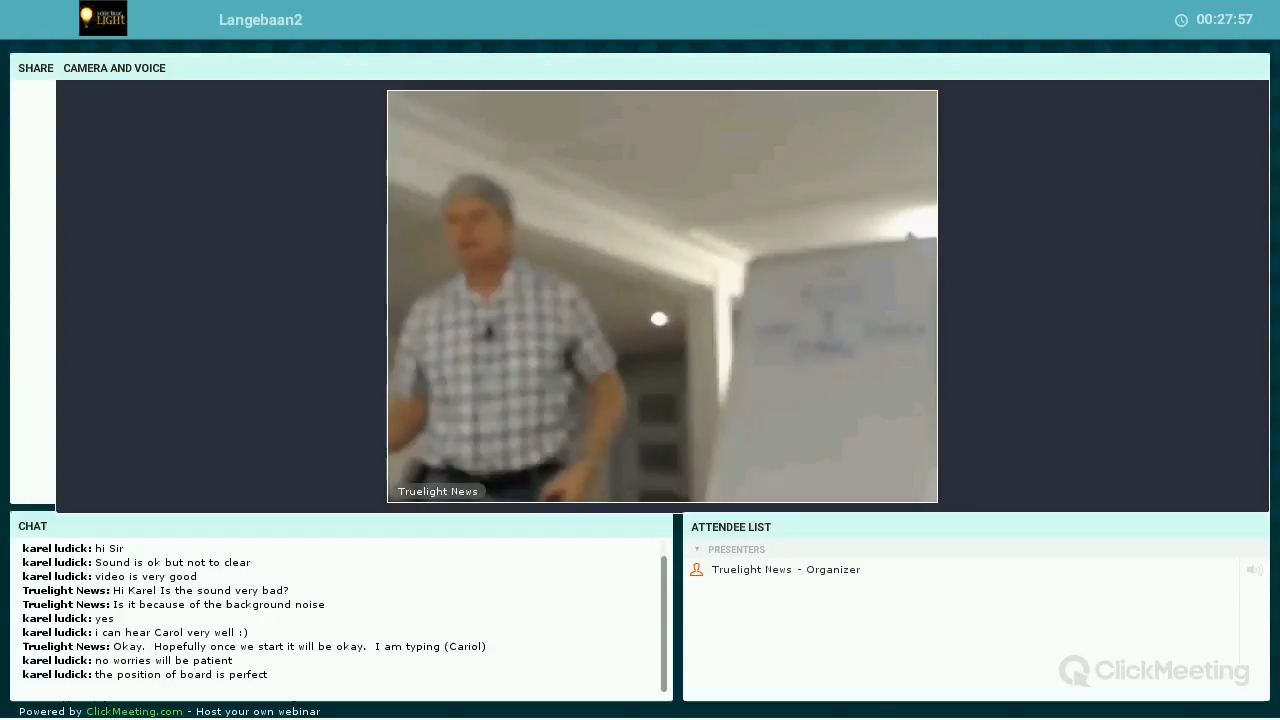 LIGHT
Langebaan2
00:27:57
SHARE
CAMERA AND VOICE
Truelight News
CHAT
karel ludick: hi Sir
karel ludick: Sound is ok but not to clear
karel ludick: video is very good
Truelight News: Hi Karel Is the sound very bad?
Truelight News: Is it because of the background noise
karel ludick: yes
karel ludick: i can hear Carol very well :)
Truelight News: Okay. Hopefully once we start it will be okay. I am typing (Cariol)
karel ludick: no worries will be patient
karel ludick: the position of board is perfect
ATTENDEE LIST
PRESENTERS
Truelight News - Organizer
ClickMeeting
Powered by ClickMeeting.com - Host your own webinar